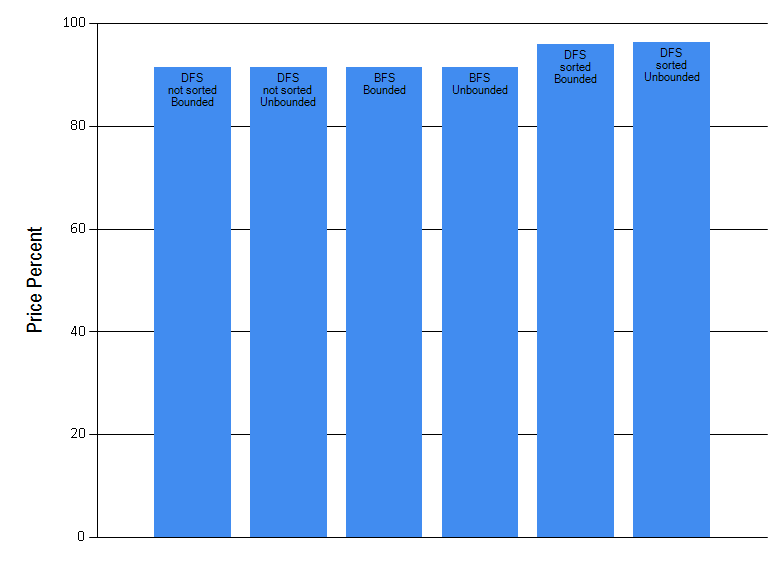 100
80
60
40
20
0
Price Percent
DFS
not sorted
Bounded
DFS
not sorted
Unbounded
BFS
Bounded
BFS
Unbounded
DFS
sorted
Bounded
DFS
sorted
Unbounded